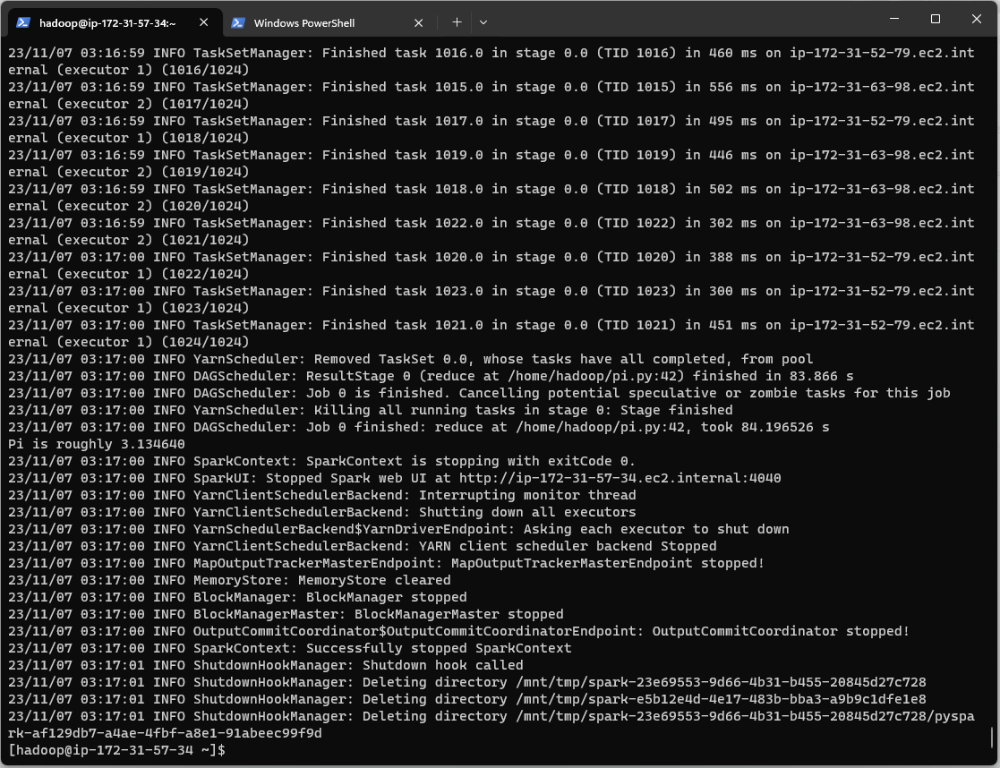 hadoop@ip-172-31-57-34:~
Windows PowerShell
23/11/07 03:16:59 INFO TaskSetManager: Finished task 1016.0 in stage 0.0 (TID 1016) in 460 ms on ip-172-31-52-79.ec2.int
ernal (executor 1) (1016/1024)
23/11/07 03:16:59 INFO TaskSetManager: Finished task 1015.0 in stage 0.0 (TID 1015) in 556 ms on ip-172-31-63-98.ec2.int
ernal (executor 2) (1017/1024)
23/11/07 03:16:59 INFO TaskSetManager: Finished task 1017.0 in stage 0.0 (TID 1017) in 495 ms on ip-172-31-52-79.ec2.int
ernal (executor 1) (1018/1024)
23/11/07 03:16:59 INFO TaskSetManager: Finished task 1019.0 in stage 0.0 (TID 1019) in 446 ms on ip-172-31-63-98.ec2.int
ernal (executor 2) (1019/1024)
23/11/07 03:16:59 INFO TaskSetManager: Finished task 1018.0 in stage 0.0 (TID 1018) in 502 ms on ip-172-31-63-98.ec2.int
ernal (executor 2) (1020/1024)
23/11/07 03:16:59 INFO TaskSetManager: Finished task 1022.0 in stage 0.0 (TID 1022) in 302 ms on ip-172-31-63-98.ec2.int
ernal (executor 2) (1021/1024)
23/11/07 03:17:00 INFO TaskSetManager: Finished task 1020.0 in stage 0.0 (TID 1020) in 388 ms on ip-172-31-52-79.ec2.int
ernal (executor 1) (1022/1024)
23/11/07 03:17:00 INFO TaskSetManager: Finished task 1023.0 in stage 0.0 (TID 1023) in 300 ms on ip-172-31-52-79.ec2.int
ernal (executor 1) (1023/1024)
23/11/07 03:17:00 INFO TaskSetManager: Finished task 1021.0 in stage 0.0 (TID 1021) in 451 ms on ip-172-31-52-79.ec2.int
ernal (executor 1) (1024/1024)
23/11/07 03:17:00 INFO YarnScheduler: Removed TaskSet 0.0, whose tasks have all completed, from pool
23/11/07 03:17:00 INFO DAGScheduler: ResultStage 0 (reduce at /home/hadoop/pi.py:42) finished in 83.866 s
23/11/07 03:17:00 INFO DAGScheduler: Job 0 is finished. Cancelling potential speculative or zombie tasks for this job
23/11/07 03:17:00 INFO YarnScheduler: Killing all running tasks in stage 0: Stage finished
23/11/07 03:17:00 INFO DAGScheduler: Job 0 finished: reduce at /home/hadoop/pi.py:42, took 84.196526 s
Pi is roughly 3.134640
23/11/07 03:17:00 INFO SparkContext: SparkContext is stopping with exitCode 0.
23/11/07 03:17:00 INFO SparkUI: Stopped Spark web UI at http://ip-172-31-57-34.ec2.internal:4040
23/11/07 03:17:00 INFO YarnClientSchedulerBackend: Interrupting monitor thread
23/11/07 03:17:00 INFO YarnClientSchedulerBackend: Shutting down all executors
23/11/07 03:17:00 INFO YarnSchedulerBackend$YarnDriverEndpoint: Asking each executor to shut down
23/11/07 03:17:00 INFO YarnClientSchedulerBackend: YARN client scheduler backend Stopped
23/11/07 03:17:00 INFO MapOutputTrackerMasterEndpoint: MapOutputTrackerMasterEndpoint stopped!
23/11/07 03:17:00 INFO MemoryStore: MemoryStore cleared
23/11/07 03:17:00 INFO BlockManager: BlockManager stopped
23/11/07 03:17:00 INFO BlockManagerMaster: BlockManagerMaster stopped
23/11/07 03:17:00 INFO OutputCommitCoordinator$OutputCommitCoordinatorEndpoint: OutputCommitCoordinator stopped!
23/11/07 03:17:00 INFO SparkContext: Successfully stopped SparkContext
23/11/07 03:17:01 INFO ShutdownHookManager: Shutdown hook called
23/11/07 03:17:01 INFO ShutdownHookManager: Deleting directory /mnt/tmp/spark-23e69553-9d66-4b31-b455-20845d27c728
23/11/07 03:17:01 INFO ShutdownHookManager: Deleting directory /mnt/tmp/spark-e5b12e4d-4e17-483b-bba3-a9b9c1dfe1e8
23/11/07 03:17:01 INFO ShutdownHookManager: Deleting directory /mnt/tmp/spark-23e69553-9d66-4b31-b455-20845d27c728/pyspa
rk-af129db7-a4ae-4fbf-a8e1-91abeec99f9d
[hadoop@ip-172-31-57-34 ~]$